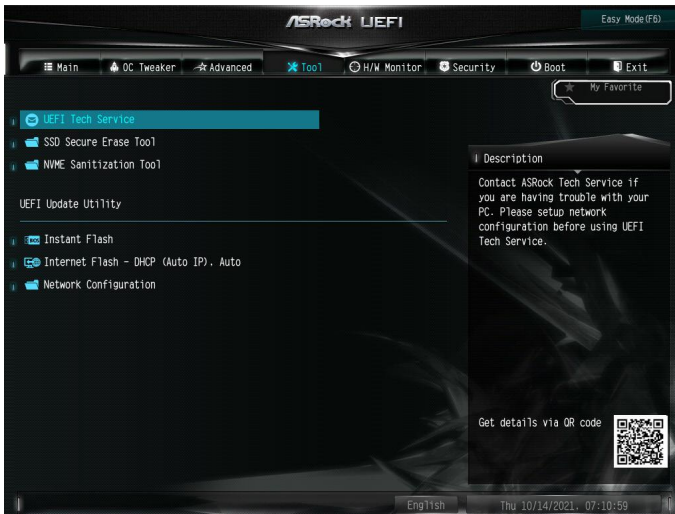 ASRock UEFI
Easy Mode(F6)
Main OC Tweaker Advanced Tool H/W Monitor Security Boot Exit
My Favorite
UEFI Tech Service
SSD Secure Erase Tool
NVME Sanitization Tool
UEFI Update Utility
Instant Flash
Internet Flash - DHCP (Auto IP), Auto
Network Configuration
Description
Contact ASRock Tech Service if
you are having trouble with your
PC. Please setup network
configuration before using UEFI
Tech Service.
Get details via QR code
English
Thu 10/14/2021, 07:10:59